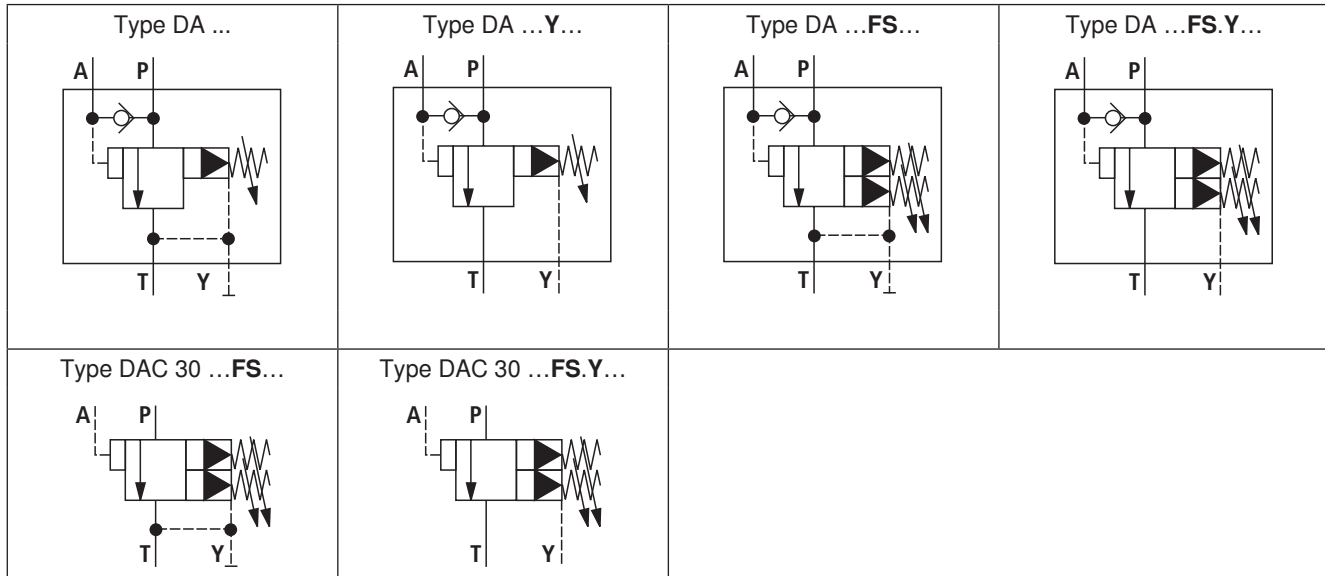 Type DA ...
Type DA …Y…
Type DA …FS…
Type DA …FS.Y…
A P
A P
A P
A P
T Y
T Y
T Y
T Y
Type DAC 30 …FS…
Type DAC 30 …FS.Y…
A P
A P
T Y
T Y